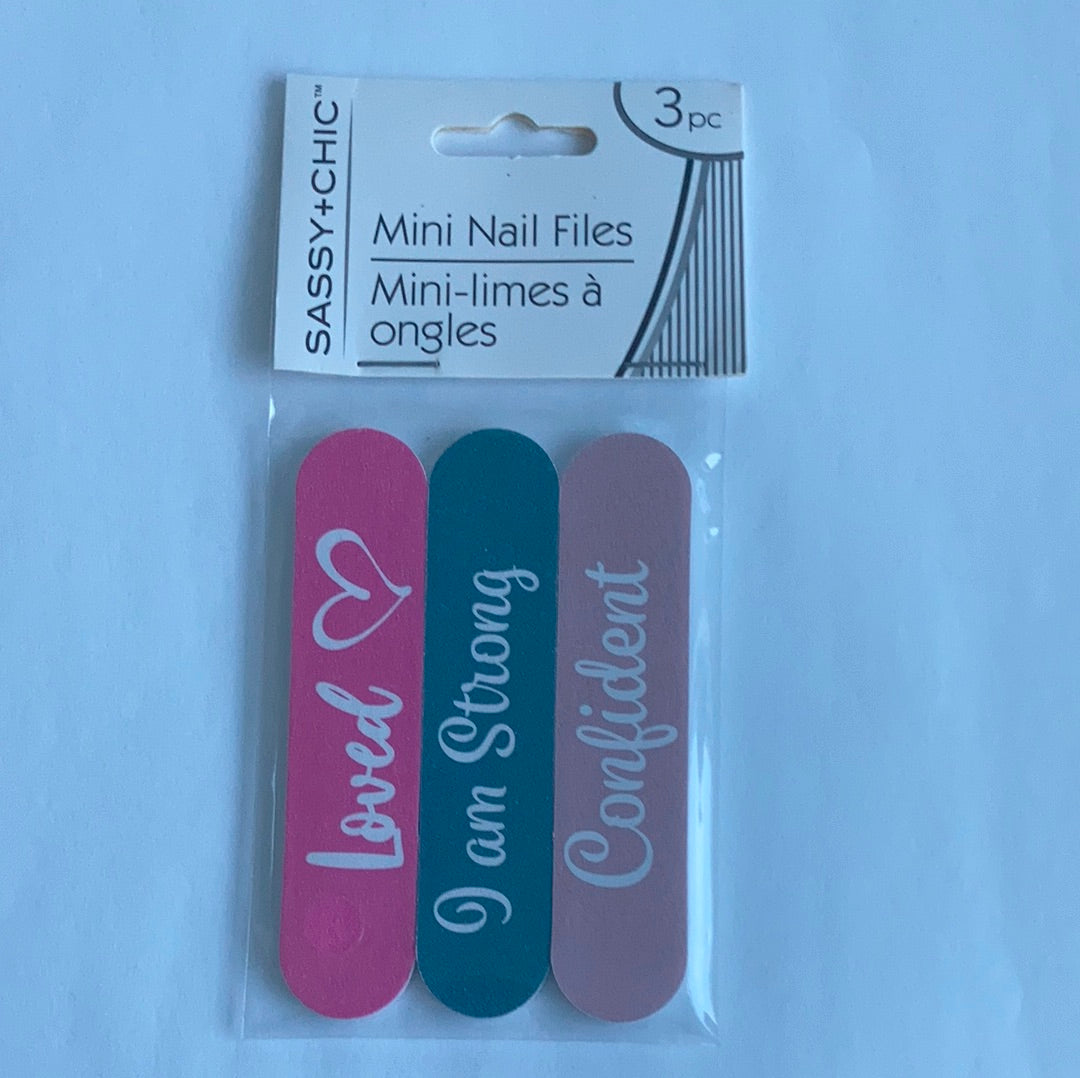 SASSY+CHIC™
3pc
Mini Nail Files
Mini-limes à
ongles
Loved
I am Strong
Confident